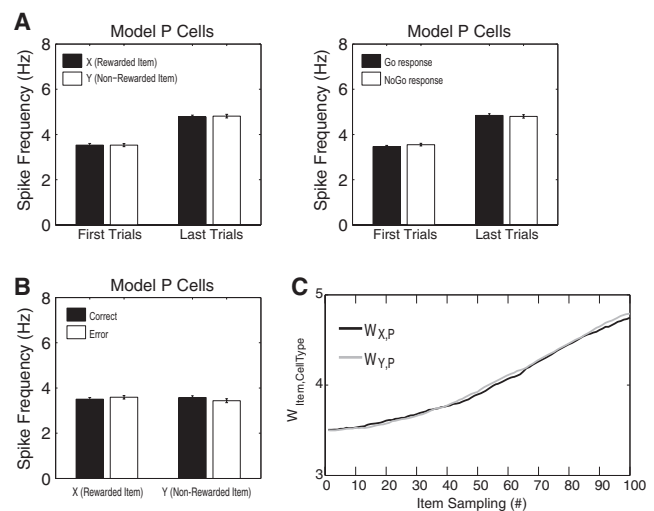 A
Model P Cells
Spike Frequency (Hz)
8
6
4
2
0
X (Rewarded Item)
Y (Non-Rewarded Item)
First Trials
Last Trials
Model P Cells
Spike Frequency (Hz)
8
6
4
2
0
Go response
NoGo response
First Trials
Last Trials
B
Model P Cells
Spike Frequency (Hz)
8
6
4
2
0
Correct
Error
X (Rewarded Item)
Y (Non-Rewarded Item)
C
W Item,CellType
5
4
3
W X,P
W Y,P
0 10 20 30 40 50 60 70 80 90 100
Item Sampling (#)